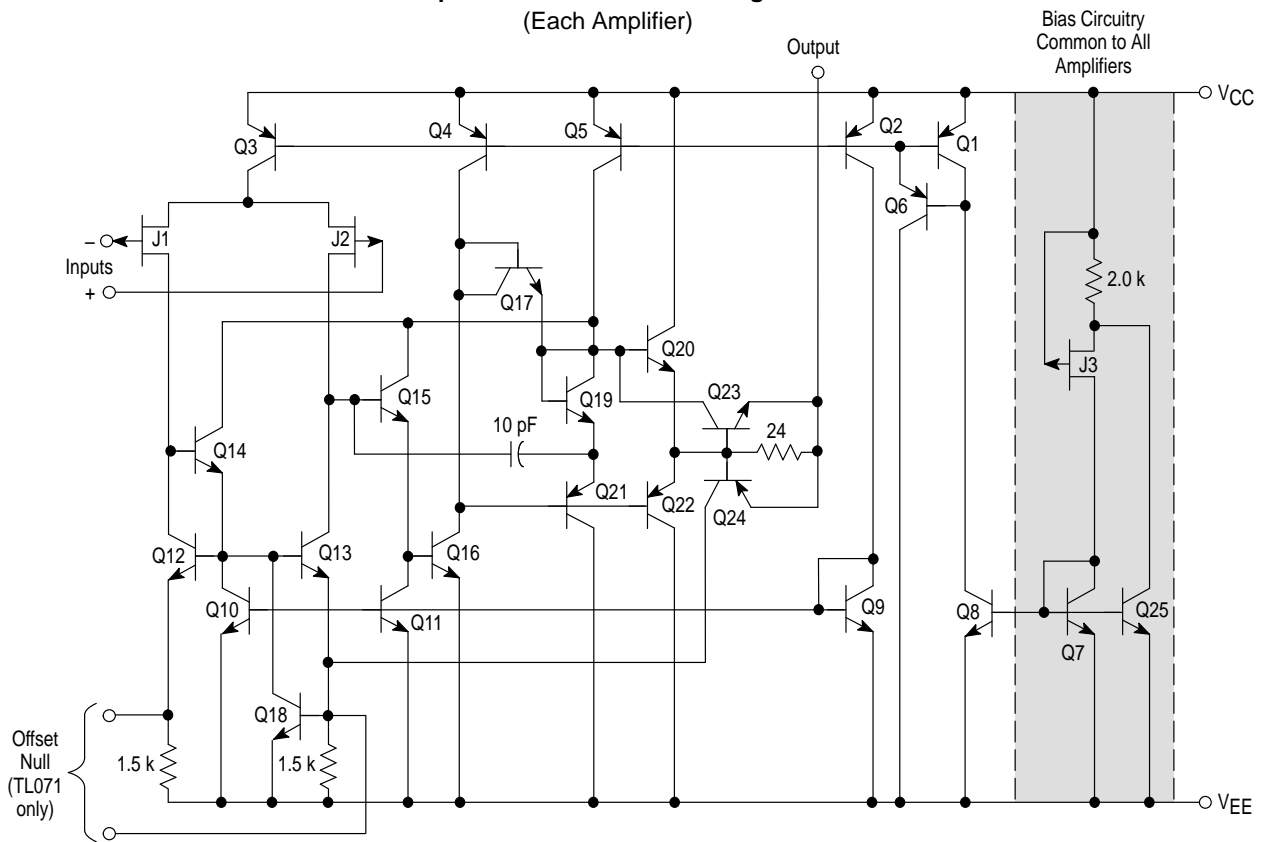 (Each Amplifier)
Bias Circuitry
Common to All
Amplifiers
Output
VCC
Q3
Q4
Q5
Q2
Q1
Q6
J1
J2
–
Inputs
+
Q17
2.0 k
J3
Q20
Q15
Q19
Q23
10 pF
24
Q14
Q21
Q22
Q24
Q12
Q13
Q16
Q10
Q11
Q9
Q8
Q25
Q7
Q18
Offset
Null
(TL071
only)
1.5 k
1.5 k
VEE